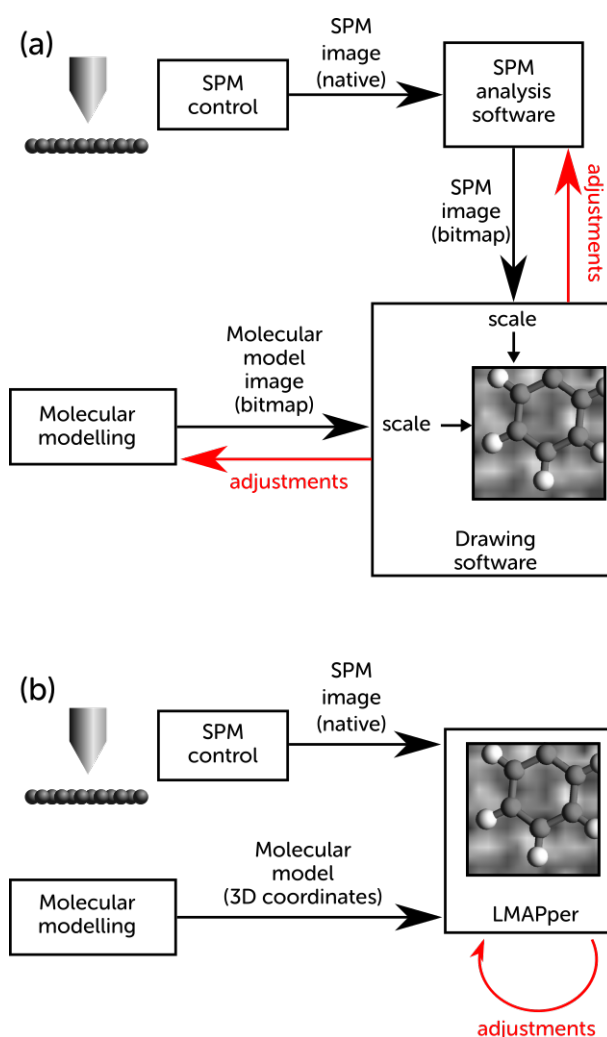 (a)
SPM
control
SPM
image
(native)
SPM
analysis
software
SPM
image
(bitmap)
adjustments
Molecular
modelling
Molecular
model
image
(bitmap)
adjustments
scale
scale
Drawing
software
(b)
SPM
control
SPM
image
(native)
Molecular
modelling
Molecular
model
(3D coordinates)
LMAPper
adjustments